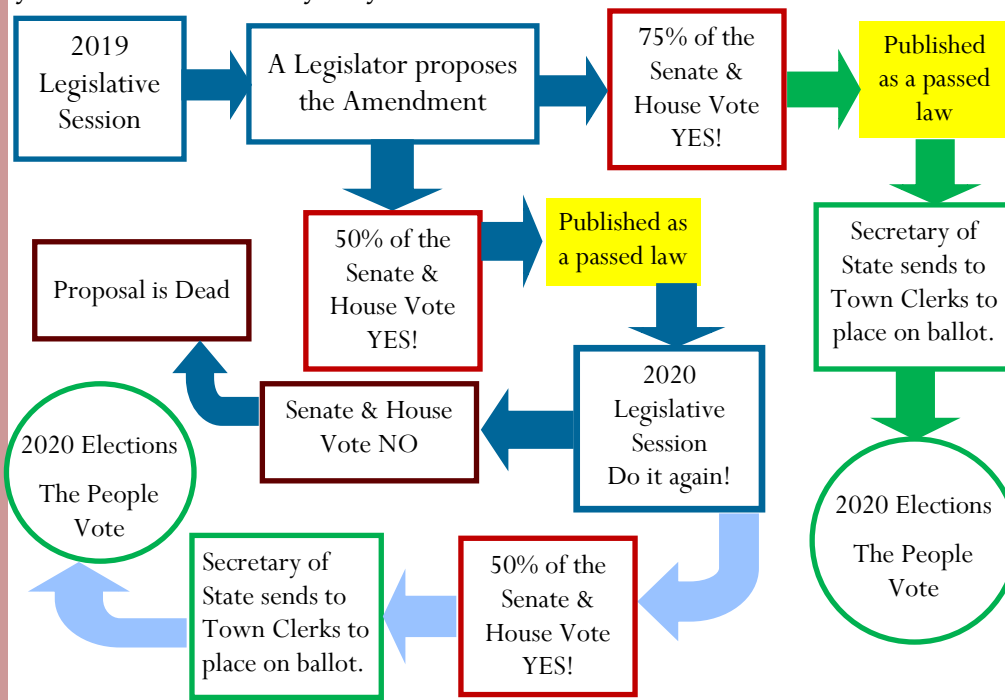 2019
Legislative
Session
A Legislator proposes
the Amendment
75% of the
Senate &
House Vote
YES!
Published
as a passed
law
50% of the
Senate &
House Vote
YES!
Published as
a passed law
Secretary of
State sends to
Town Clerks to
place on ballot.
Proposal is Dead
Senate & House
Vote NO
2020
Legislative
Session
Do it again!
2020 Elections
The People
Vote
2020 Elections
The People
Vote
Secretary of
State sends to
Town Clerks to
place on ballot.
50% of the
Senate &
House Vote
YES!